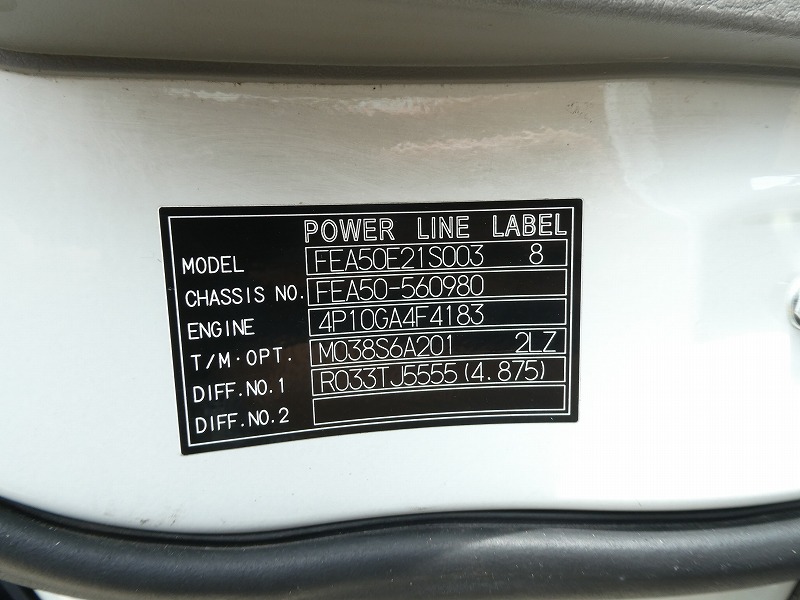 POWER LINE LABEL
MODEL FEA50E21S003 8
CHASSIS NO. FEA50-560980
ENGINE 4P10GA4F4183
T/M·OPT. M038S6A201 2LZ
DIFF.NO.1 R033TJ5555(4.875)
DIFF.NO.2